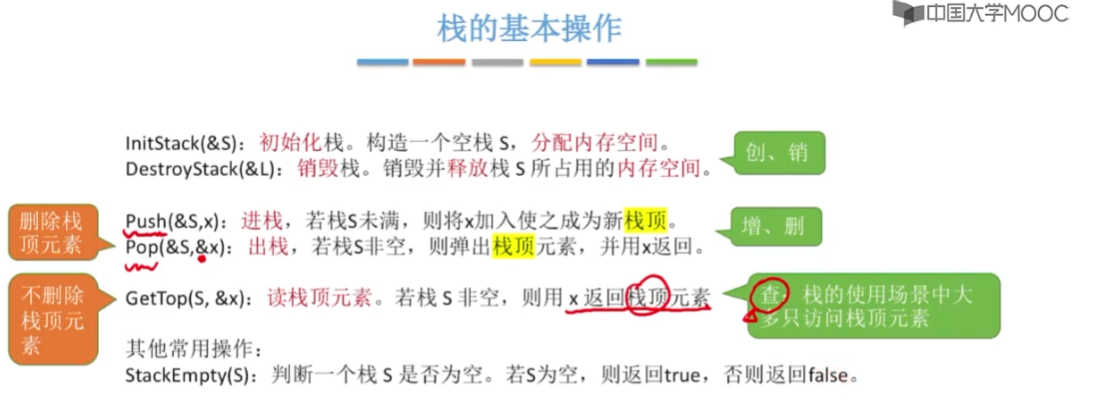 中国大学MOOC
栈的基本操作
InitStack(&S)：初始化栈。构造一个空栈 S，分配内存空间。
DestroyStack(&L)：销毁栈。销毁并释放栈 S 所占用的内存空间。
创、销
删除栈
顶元素
Push(&S,x)：进栈，若栈S未满，则将x加入使之成为新栈顶。
Pop(&S,&x)：出栈，若栈S非空，则弹出栈顶元素，并用x返回。
增、删
不删除
栈顶元
素
GetTop(S, &x)：读栈顶元素。若栈 S 非空，则用 x 返回栈顶元素
查：栈的使用场景中大
多只访问栈顶元素
其他常用操作：
StackEmpty(S)：判断一个栈 S 是否为空。若S为空，则返回true，否则返回false。